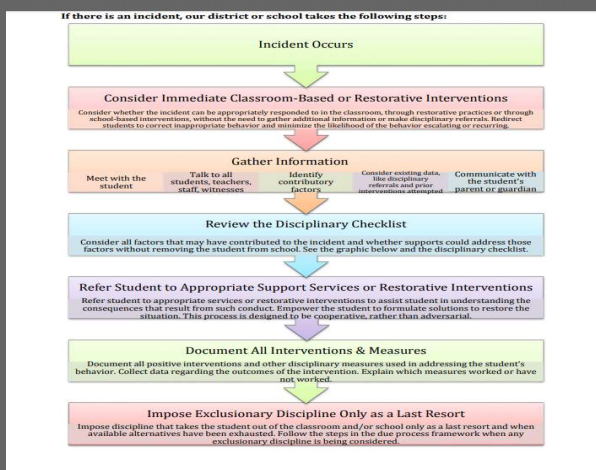 If there is an incident, our district or school takes the following steps:
Incident Occurs
Consider Immediate Classroom-Based or Restorative Interventions
Consider whether the incident can be appropriately responded to in the classroom, through restorative practices or through
school-based interventions, without the need to gather additional information or make disciplinary referrals. Redirect
students to correct inappropriate behavior and minimize the likelihood of the behavior escalating or recurring.
Gather Information
Meet with the
student
Talk to all
students, teachers,
staff, witnesses
Identify
contributory
factors
Consider existing data,
like disciplinary
referrals and prior
interventions attempted
Communicate with
the student's
parent or guardian
Review the Disciplinary Checklist
Consider all factors that may have contributed to the incident and whether supports could address those
factors without removing the student from school. See the graphic below and the disciplinary checklist.
Refer Student to Appropriate Support Services or Restorative Interventions
Refer student to appropriate services or restorative interventions to assist student in understanding the
consequences that result from such conduct. Empower the student to formulate solutions to restore the
situation. This process is designed to be cooperative, rather than adversarial.
Document All Interventions & Measures
Document all positive interventions and other disciplinary measures used in addressing the student's
behavior. Collect data regarding the outcomes of the intervention. Explain which measures worked or have
not worked.
Impose Exclusionary Discipline Only as a Last Resort
Impose discipline that takes the student out of the classroom and/or school only as a last resort and when
available alternatives have been exhausted. Follow the steps in the due process framework when any
exclusionary discipline is being considered.